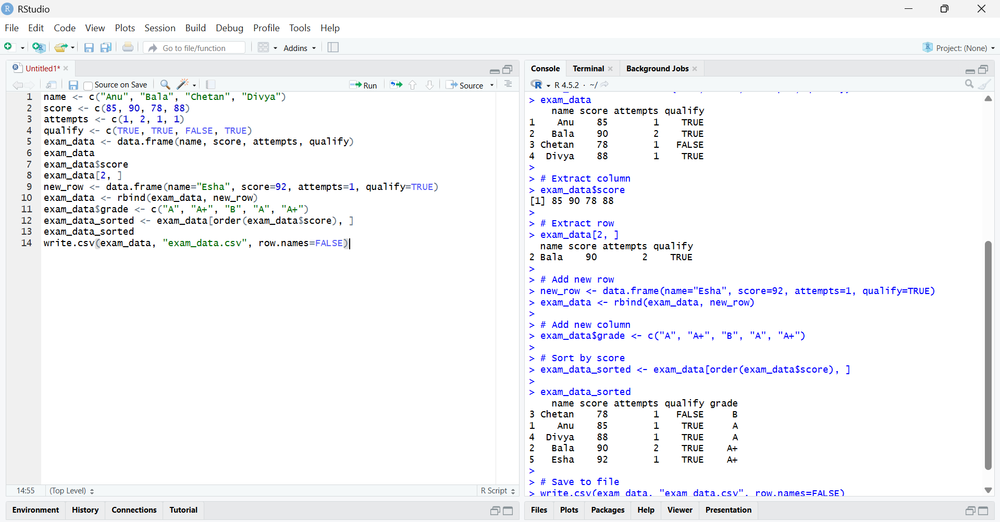 RStudio
File Edit Code View Plots Session Build Debug Profile Tools Help
Go to file/function Addins Project: (None)
Untitled1*
Source on Save Run Source
1 name <- c("Anu", "Bala", "Chetan", "Divya")
2 score <- c(85, 90, 78, 88)
3 attempts <- c(1, 2, 1, 1)
4 qualify <- c(TRUE, TRUE, FALSE, TRUE)
5 exam_data <- data.frame(name, score, attempts, qualify)
6 exam_data
7 exam_data$score
8 exam_data[2, ]
9 new_row <- data.frame(name="Esha", score=92, attempts=1, qualify=TRUE)
10 exam_data <- rbind(exam_data, new_row)
11 exam_data$grade <- c("A", "A+", "B", "A", "A+")
12 exam_data_sorted <- exam_data[order(exam_data$score), ]
13 exam_data_sorted
14 write.csv(exam_data, "exam_data.csv", row.names=FALSE)
14:55 (Top Level) R Script
Environment History Connections Tutorial
Console Terminal Background Jobs
R 4.5.2 · ~/
> exam_data
name score attempts qualify
1 Anu 85 1 TRUE
2 Bala 90 2 TRUE
3 Chetan 78 1 FALSE
4 Divya 88 1 TRUE
>
> # Extract column
> exam_data$score
[1] 85 90 78 88
>
> # Extract row
> exam_data[2, ]
name score attempts qualify
2 Bala 90 2 TRUE
>
> # Add new row
> new_row <- data.frame(name="Esha", score=92, attempts=1, qualify=TRUE)
> exam_data <- rbind(exam_data, new_row)
>
> # Add new column
> exam_data$grade <- c("A", "A+", "B", "A", "A+")
>
> # Sort by score
> exam_data_sorted <- exam_data[order(exam_data$score), ]
>
> exam_data_sorted
name score attempts qualify grade
3 Chetan 78 1 FALSE B
1 Anu 85 1 TRUE A
4 Divya 88 1 TRUE A
2 Bala 90 2 TRUE A+
5 Esha 92 1 TRUE A+
>
> # Save to file
> write.csv(exam_data, "exam_data.csv", row.names=FALSE)
Files Plots Packages Help Viewer Presentation